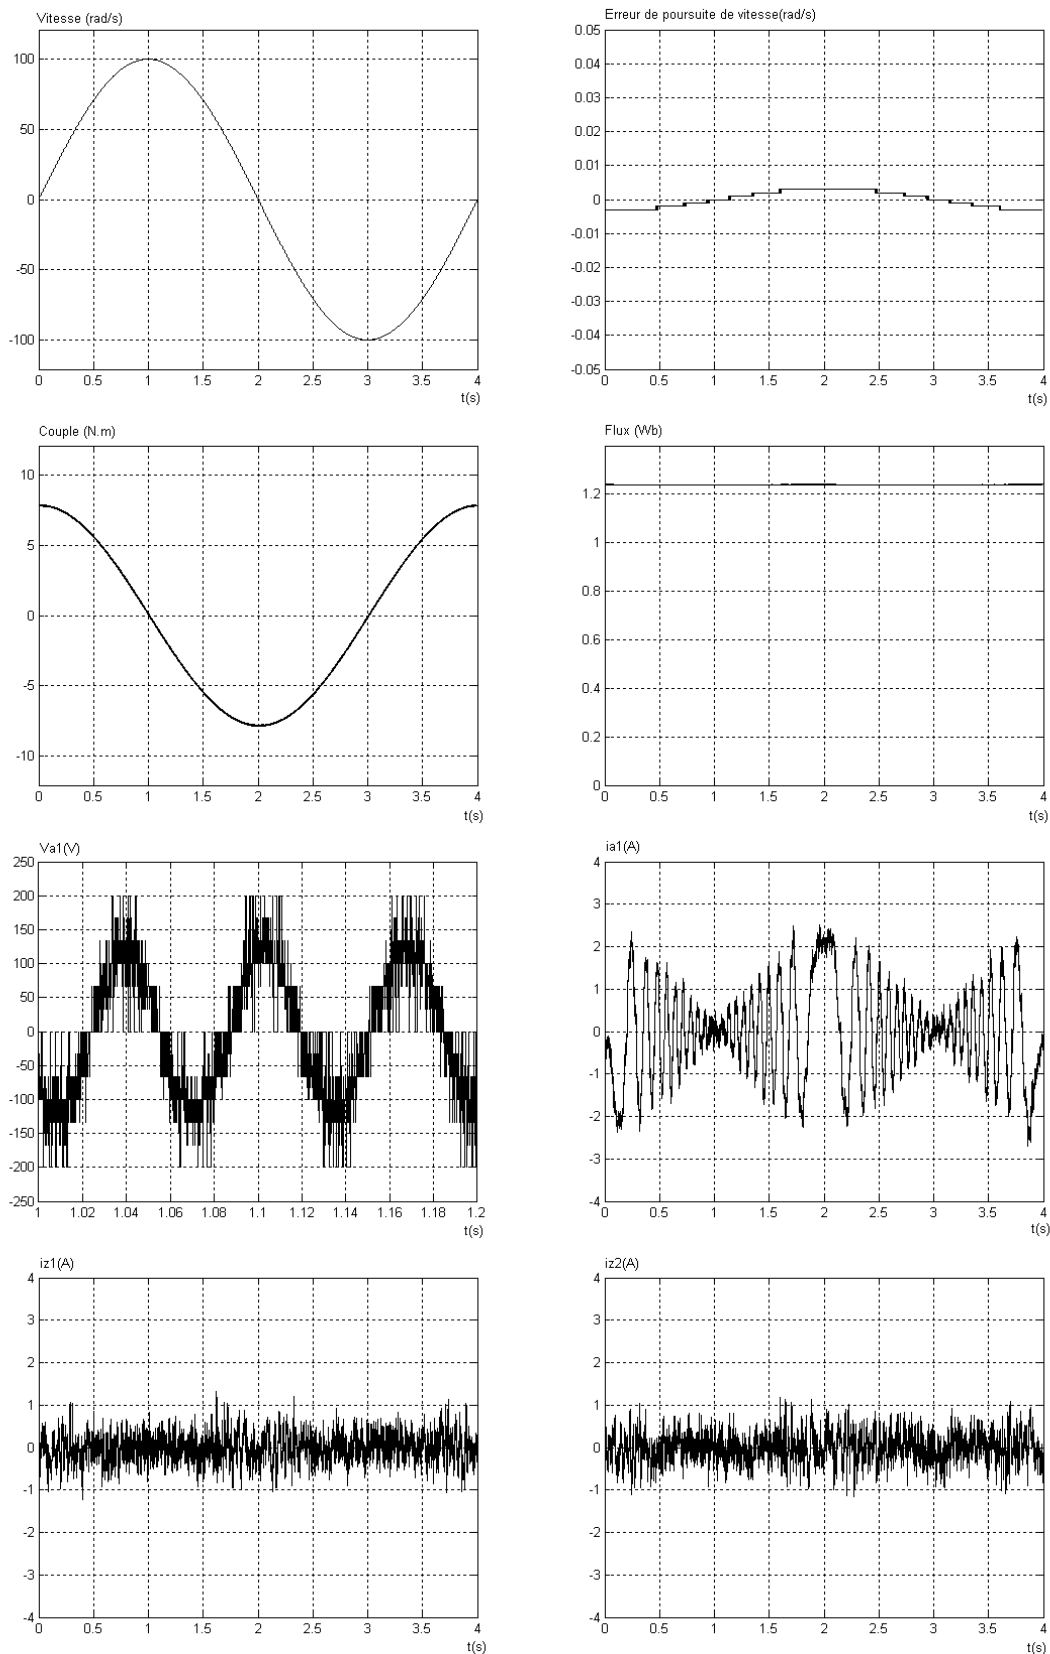 Vitesse (rad/s)
100
50
0
-50
-100
0 0.5 1 1.5 2 2.5 3 3.5 4
t(s)
Erreur de poursuite de vitesse(rad/s)
0.05
0.04
0.03
0.02
0.01
0
-0.01
-0.02
-0.03
-0.04
-0.05
0 0.5 1 1.5 2 2.5 3 3.5 4
t(s)
Couple (N.m)
10
5
0
-5
-10
0 0.5 1 1.5 2 2.5 3 3.5 4
t(s)
Flux (Wb)
1.2
1
0.8
0.6
0.4
0.2
0
0 0.5 1 1.5 2 2.5 3 3.5 4
t(s)
Va1(V)
250
200
150
100
50
0
-50
-100
-150
-200
-250
1 1.02 1.04 1.06 1.08 1.1 1.12 1.14 1.16 1.18 1.2
t(s)
ia1(A)
4
3
2
1
0
-1
-2
-3
-4
0 0.5 1 1.5 2 2.5 3 3.5 4
t(s)
iz1(A)
4
3
2
1
0
-1
-2
-3
-4
0 0.5 1 1.5 2 2.5 3 3.5 4
t(s)
iz2(A)
4
3
2
1
0
-1
-2
-3
-4
0 0.5 1 1.5 2 2.5 3 3.5 4
t(s)